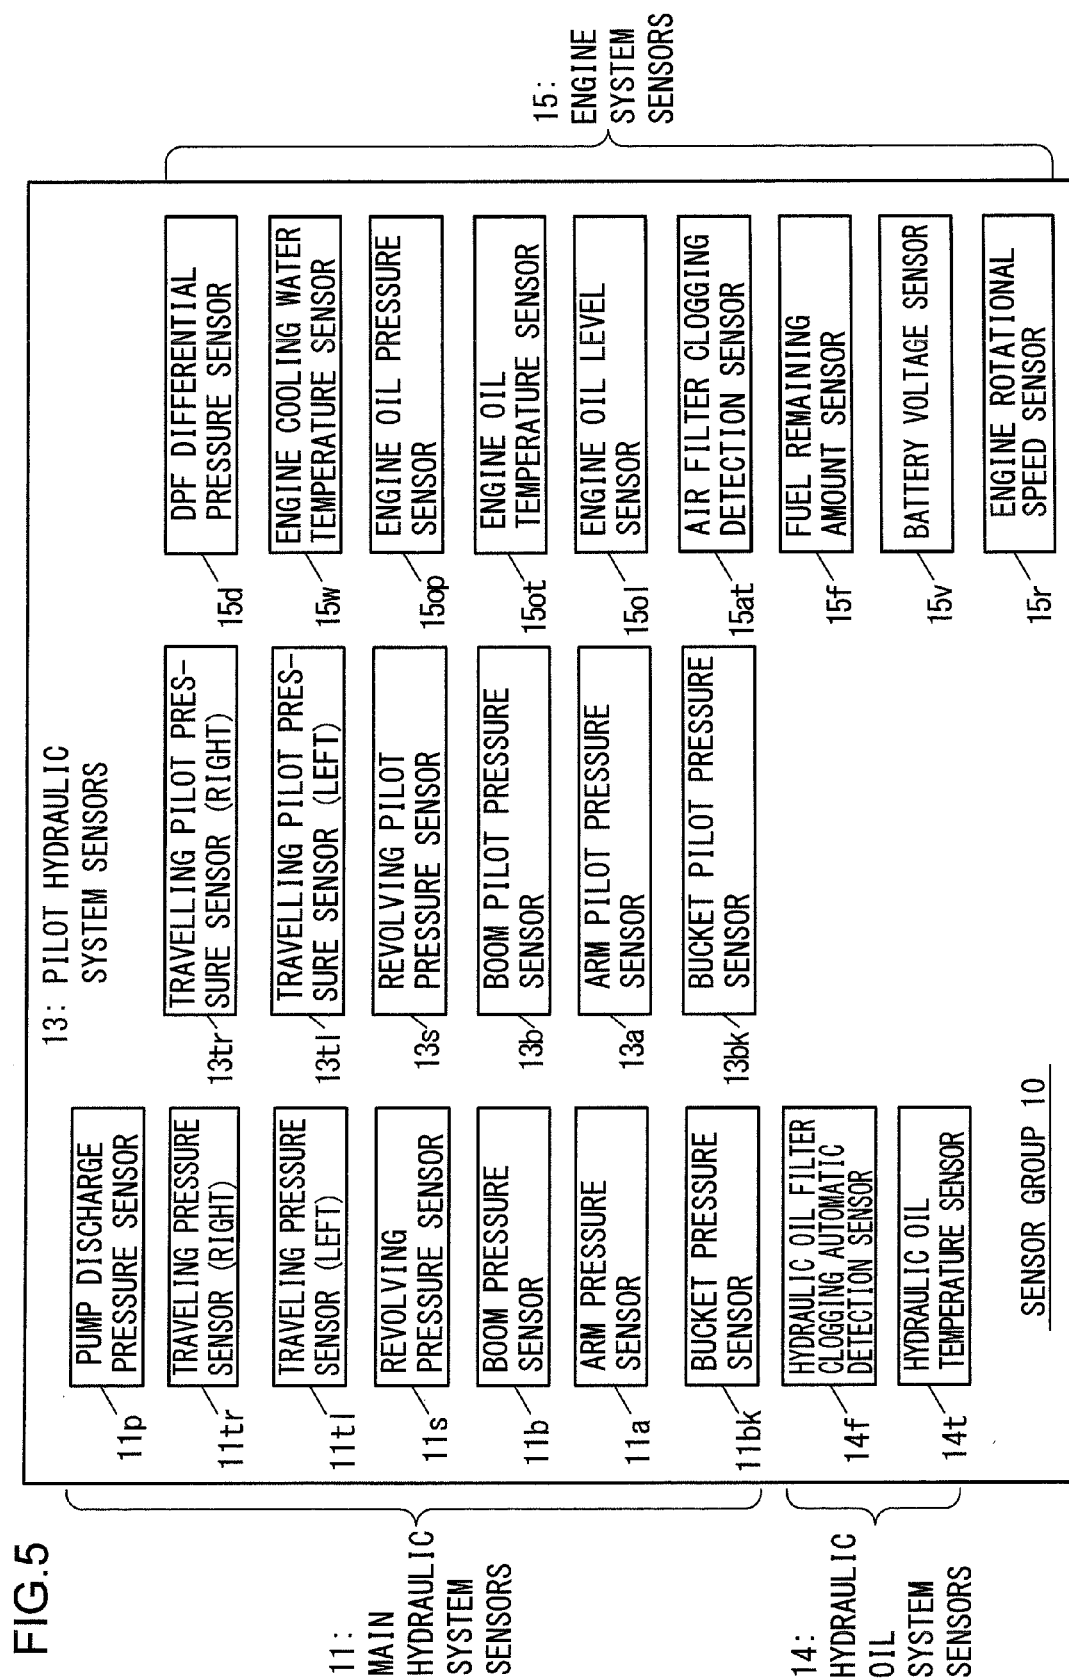 FIG.5
11:
MAIN
HYDRAULIC
SYSTEM
SENSORS
14:
HYDRAULIC
OIL
SYSTEM
SENSORS
11p
PUMP DISCHARGE
PRESSURE SENSOR
11tr
TRAVELING PRESSURE
SENSOR (RIGHT)
11tl
TRAVELING PRESSURE
SENSOR (LEFT)
11s
REVOLVING
PRESSURE SENSOR
11b
BOOM PRESSURE
SENSOR
11a
ARM PRESSURE
SENSOR
11bk
BUCKET PRESSURE
SENSOR
14f
HYDRAULIC OIL FILTER
CLOGGING AUTOMATIC
DETECTION SENSOR
14t
HYDRAULIC OIL
TEMPERATURE SENSOR
13: PILOT HYDRAULIC
SYSTEM SENSORS
13tr
TRAVELLING PILOT PRES-
SURE SENSOR (RIGHT)
13tl
TRAVELLING PILOT PRES-
SURE SENSOR (LEFT)
13s
REVOLVING PILOT
PRESSURE SENSOR
13b
BOOM PILOT PRESSURE
SENSOR
13a
ARM PILOT PRESSURE
SENSOR
13bk
BUCKET PILOT PRESSURE
SENSOR
15d
DPF DIFFERENTIAL
PRESSURE SENSOR
15w
ENGINE COOLING WATER
TEMPERATURE SENSOR
15op
ENGINE OIL PRESSURE
SENSOR
15ot
ENGINE OIL
TEMPERATURE SENSOR
15ol
ENGINE OIL LEVEL
SENSOR
15at
AIR FILTER CLOGGING
DETECTION SENSOR
15f
FUEL REMAINING
AMOUNT SENSOR
15v
BATTERY VOLTAGE SENSOR
15r
ENGINE ROTATIONAL
SPEED SENSOR
15:
ENGINE
SYSTEM
SENSORS
SENSOR GROUP 10